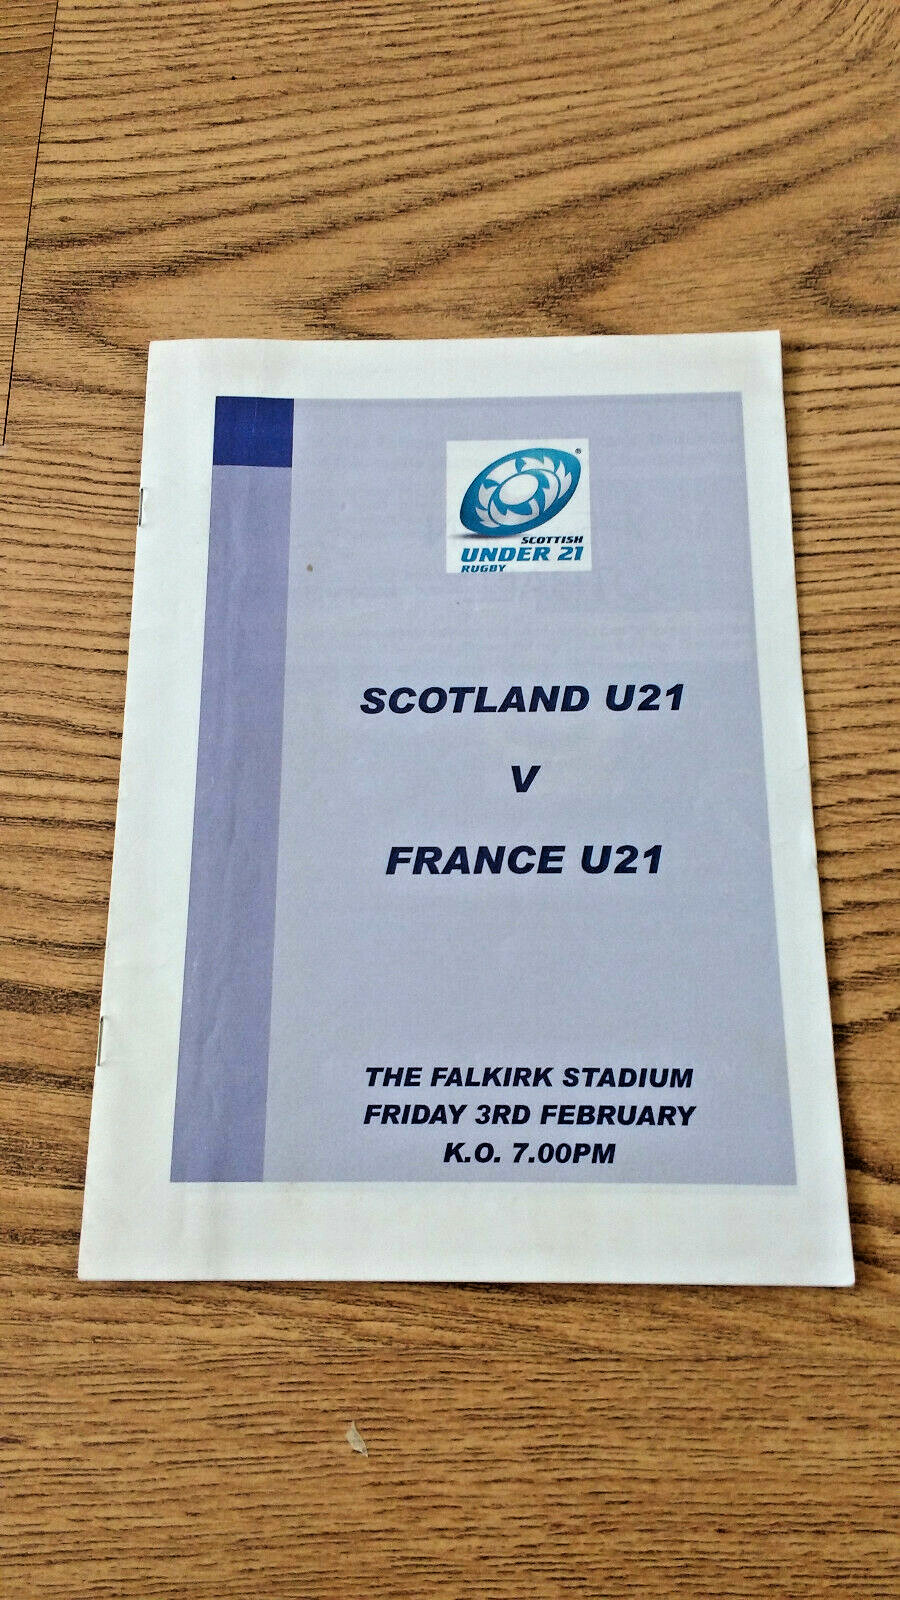 ®
SCOTTISH
UNDER 21
RUGBY
SCOTLAND U21
V
FRANCE U21
THE FALKIRK STADIUM
FRIDAY 3RD FEBRUARY
K.O. 7.00PM